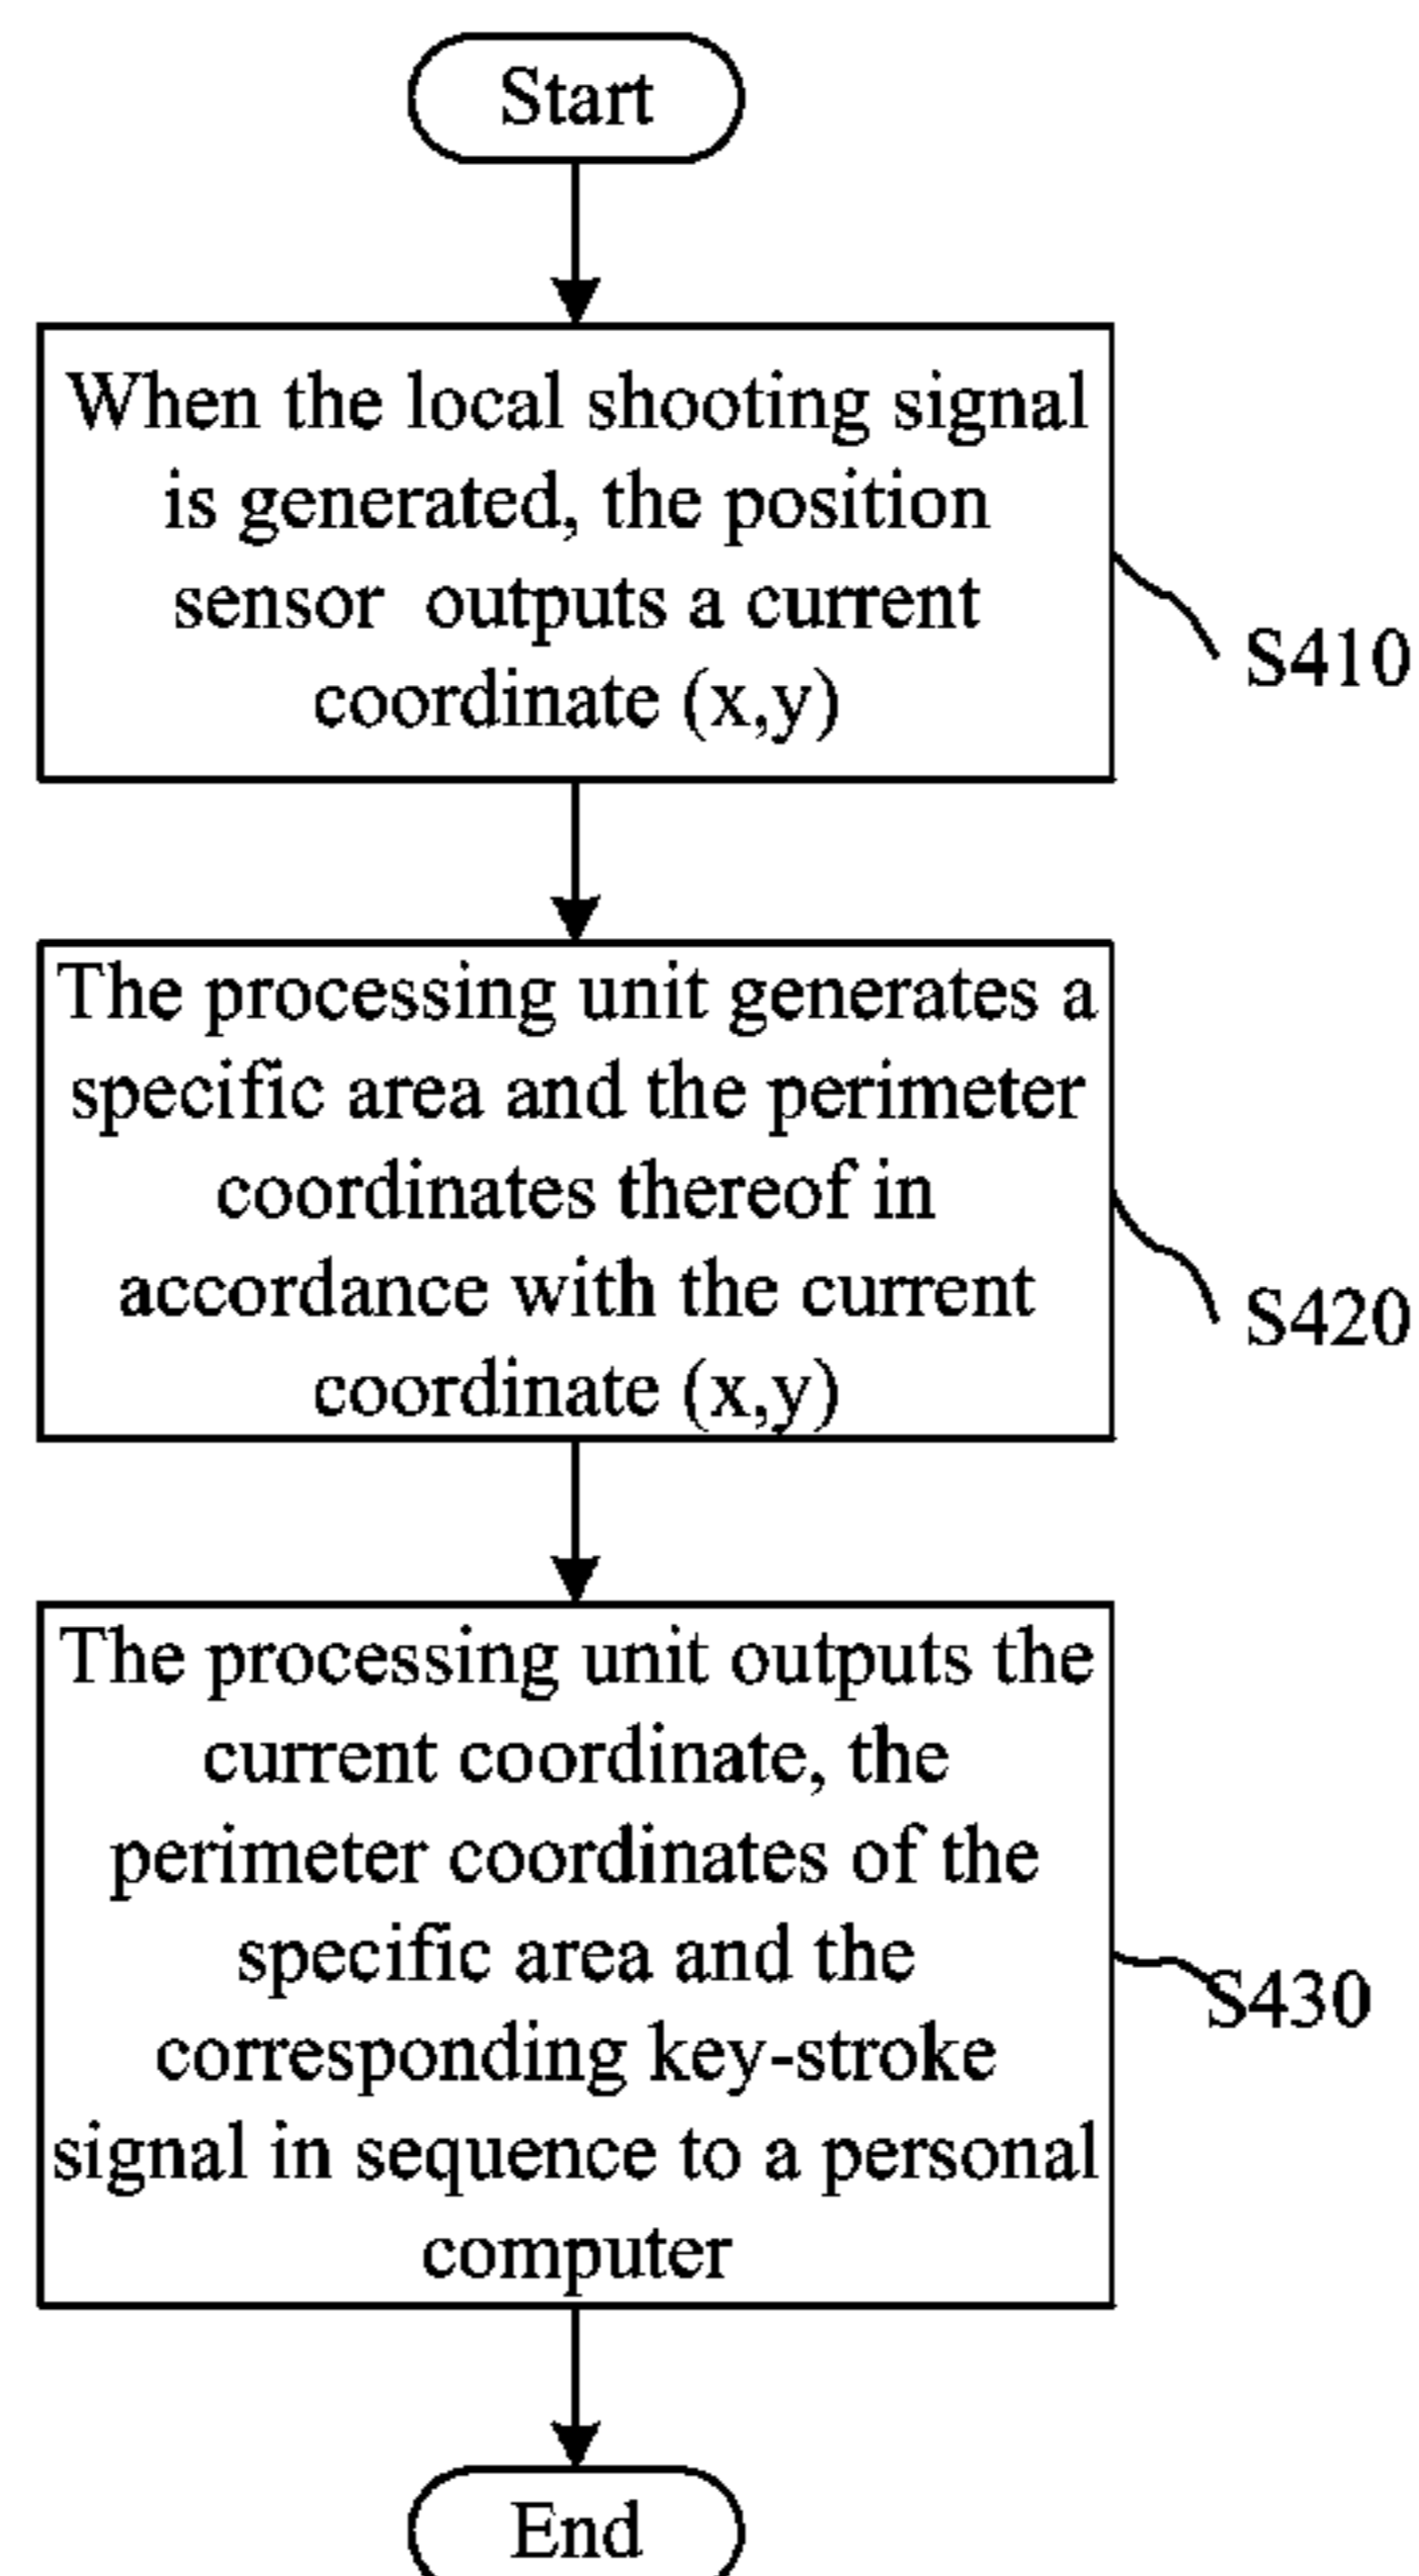 Start
When the local shooting signal
is generated, the position
sensor outputs a current
coordinate (x,y)
S410
The processing unit generates a
specific area and the perimeter
coordinates thereof in
accordance with the current
coordinate (x,y)
S420
The processing unit outputs the
current coordinate, the
perimeter coordinates of the
specific area and the
corresponding key-stroke
signal in sequence to a personal
computer
S430
End